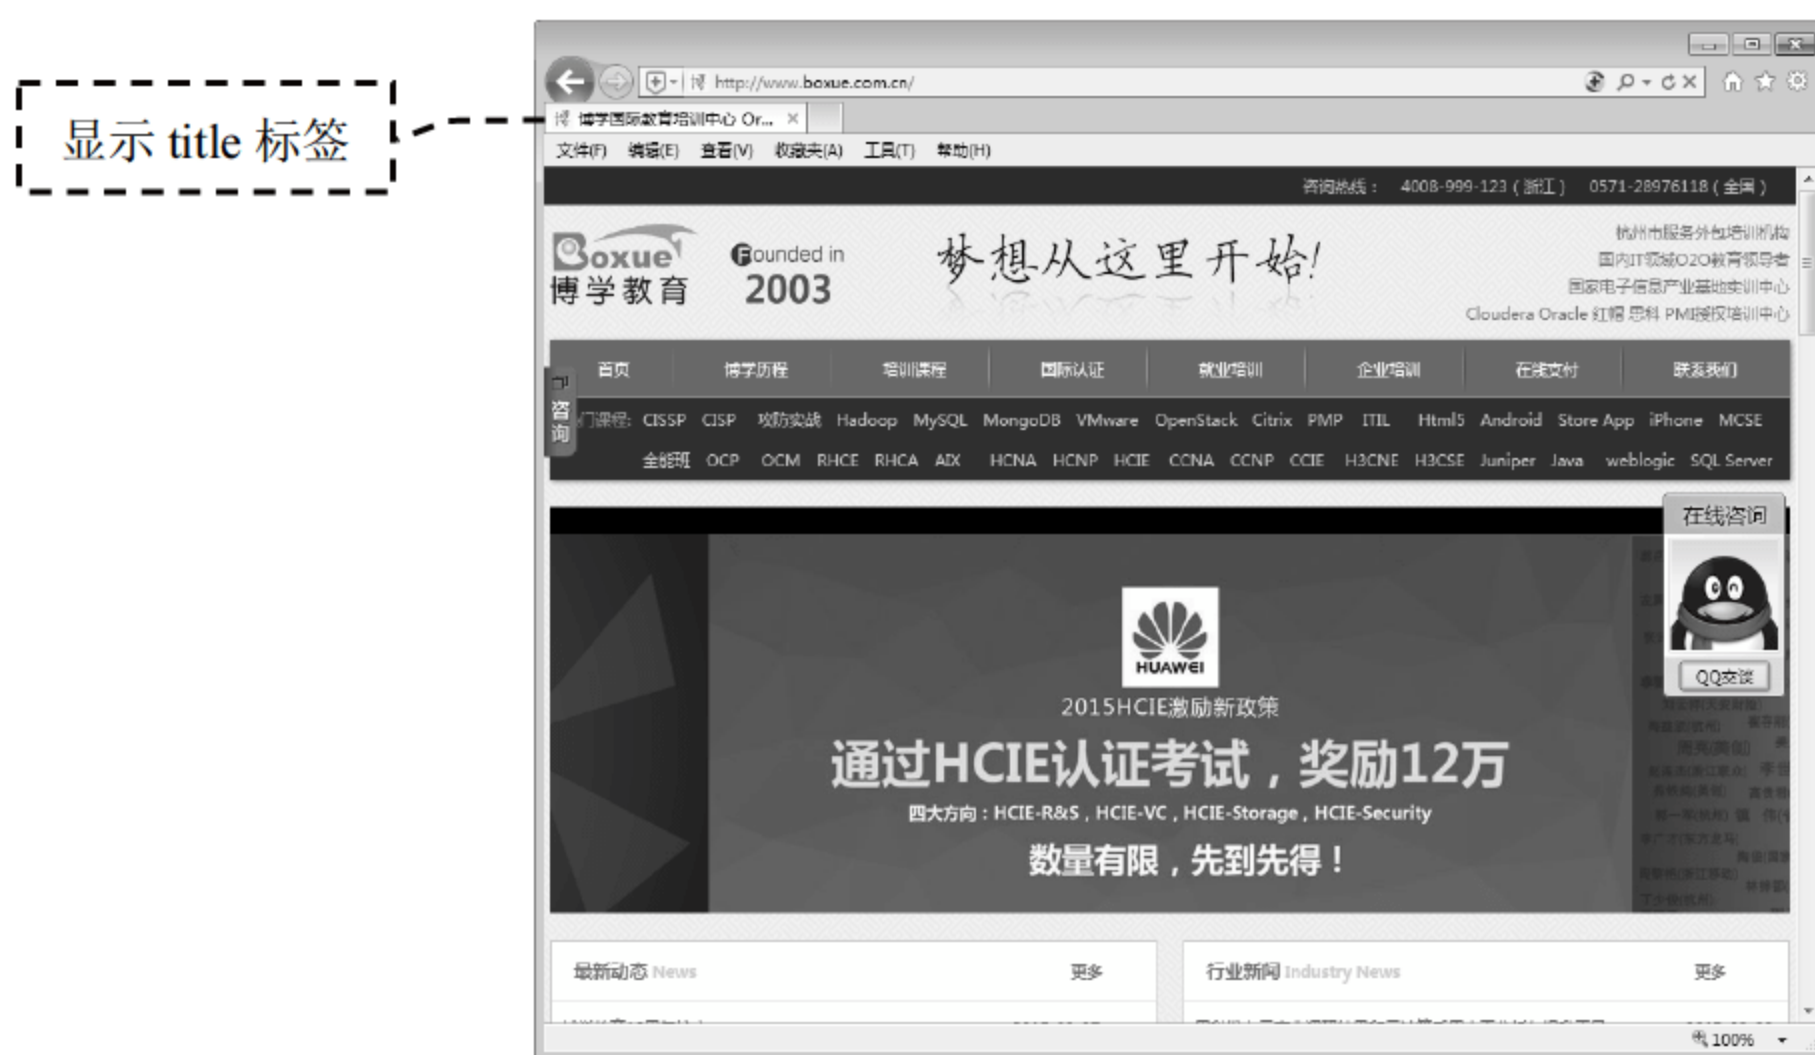 显示 title 标签
http://www.boxue.com.cn/
博学国际教育培训中心 Or...
文件(F) 编辑(E) 查看(V) 收藏夹(A) 工具(T) 帮助(H)
咨询热线： 4008-999-123（浙江） 0571-28976118（全国）
Boxue
博学教育
Founded in
2003
梦想从这里开始!
杭州市服务外包培训机构
国内IT领域O2O教育领导者
国家电子信息产业基地实训中心
Cloudera Oracle 红帽 思科 PMI授权培训中心
首页 博学历程 培训课程 国际认证 就业培训 企业培训 在线支付 联系我们
咨询
门课程: CISSP CISP 攻防实战 Hadoop MySQL MongoDB VMware OpenStack Citrix PMP ITIL Html5 Android Store App iPhone MCSE
全能班 OCP OCM RHCE RHCA AIX HCNA HCNP HCIE CCNA CCNP CCIE H3CNE H3CSE Juniper Java weblogic SQL Server
在线咨询
QQ交谈
HUAWEI
2015HCIE激励新政策
通过HCIE认证考试，奖励12万
四大方向：HCIE-R&S，HCIE-VC，HCIE-Storage，HCIE-Security
数量有限，先到先得！
最新动态 News 更多
行业新闻 Industry News 更多
100%